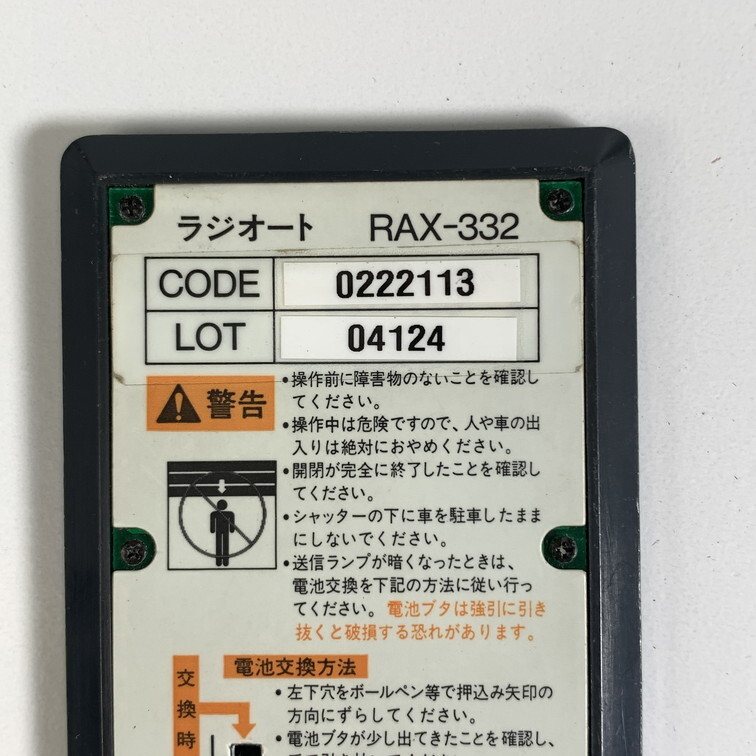 ラジオート RAX-332
CODE 0222113
LOT 04124
警告
•操作前に障害物のないことを確認し
てください。
•操作中は危険ですので、人や車の出
入りは絶対におやめください。
•開閉が完全に終了したことを確認し
てください。
•シャッターの下に車を駐車したまま
にしないでください。
•送信ランプが暗くなったときは、
電池交換を下記の方法に従い行っ
てください。電池ブタは強引に引き
抜くと破損する恐れがあります。
交換時
電池交換方法
•左下穴をボールペン等で押込み矢印の
方向にずらしてください。
•電池ブタが少し出てきたことを確認し、